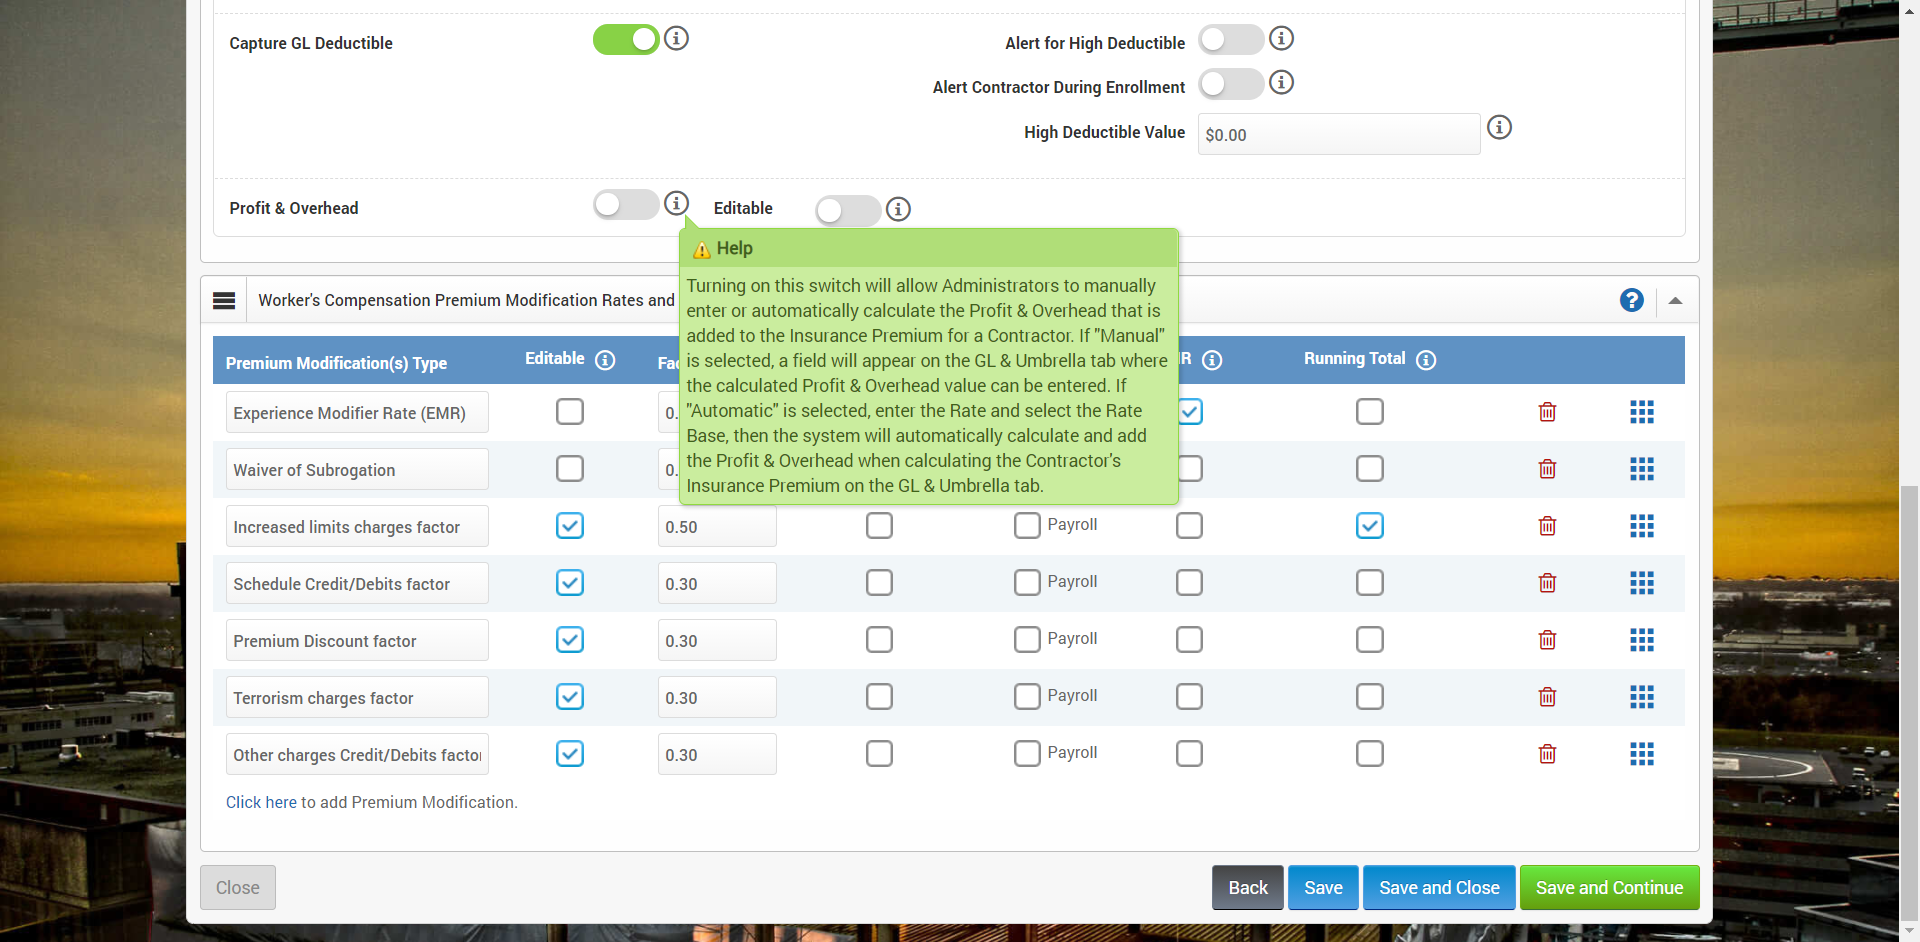 Capture GL Deductible
Alert for High Deductible
Alert Contractor During Enrollment
High Deductible Value $0.00
Profit & Overhead
Editable
Help
Turning on this switch will allow Administrators to manually
enter or automatically calculate the Profit & Overhead that is
added to the Insurance Premium for a Contractor. If "Manual"
is selected, a field will appear on the GL & Umbrella tab where
the calculated Profit & Overhead value can be entered. If
"Automatic" is selected, enter the Rate and select the Rate
Base, then the system will automatically calculate and add
the Profit & Overhead when calculating the Contractor's
Insurance Premium on the GL & Umbrella tab.
Worker's Compensation Premium Modification Rates and
Premium Modification(s) Type Editable Fac R Running Total
Experience Modifier Rate (EMR) 0.
Waiver of Subrogation 0.
Increased limits charges factor 0.50 Payroll
Schedule Credit/Debits factor 0.30 Payroll
Premium Discount factor 0.30 Payroll
Terrorism charges factor 0.30 Payroll
Other charges Credit/Debits factor 0.30 Payroll
Click here to add Premium Modification.
Close Back Save Save and Close Save and Continue